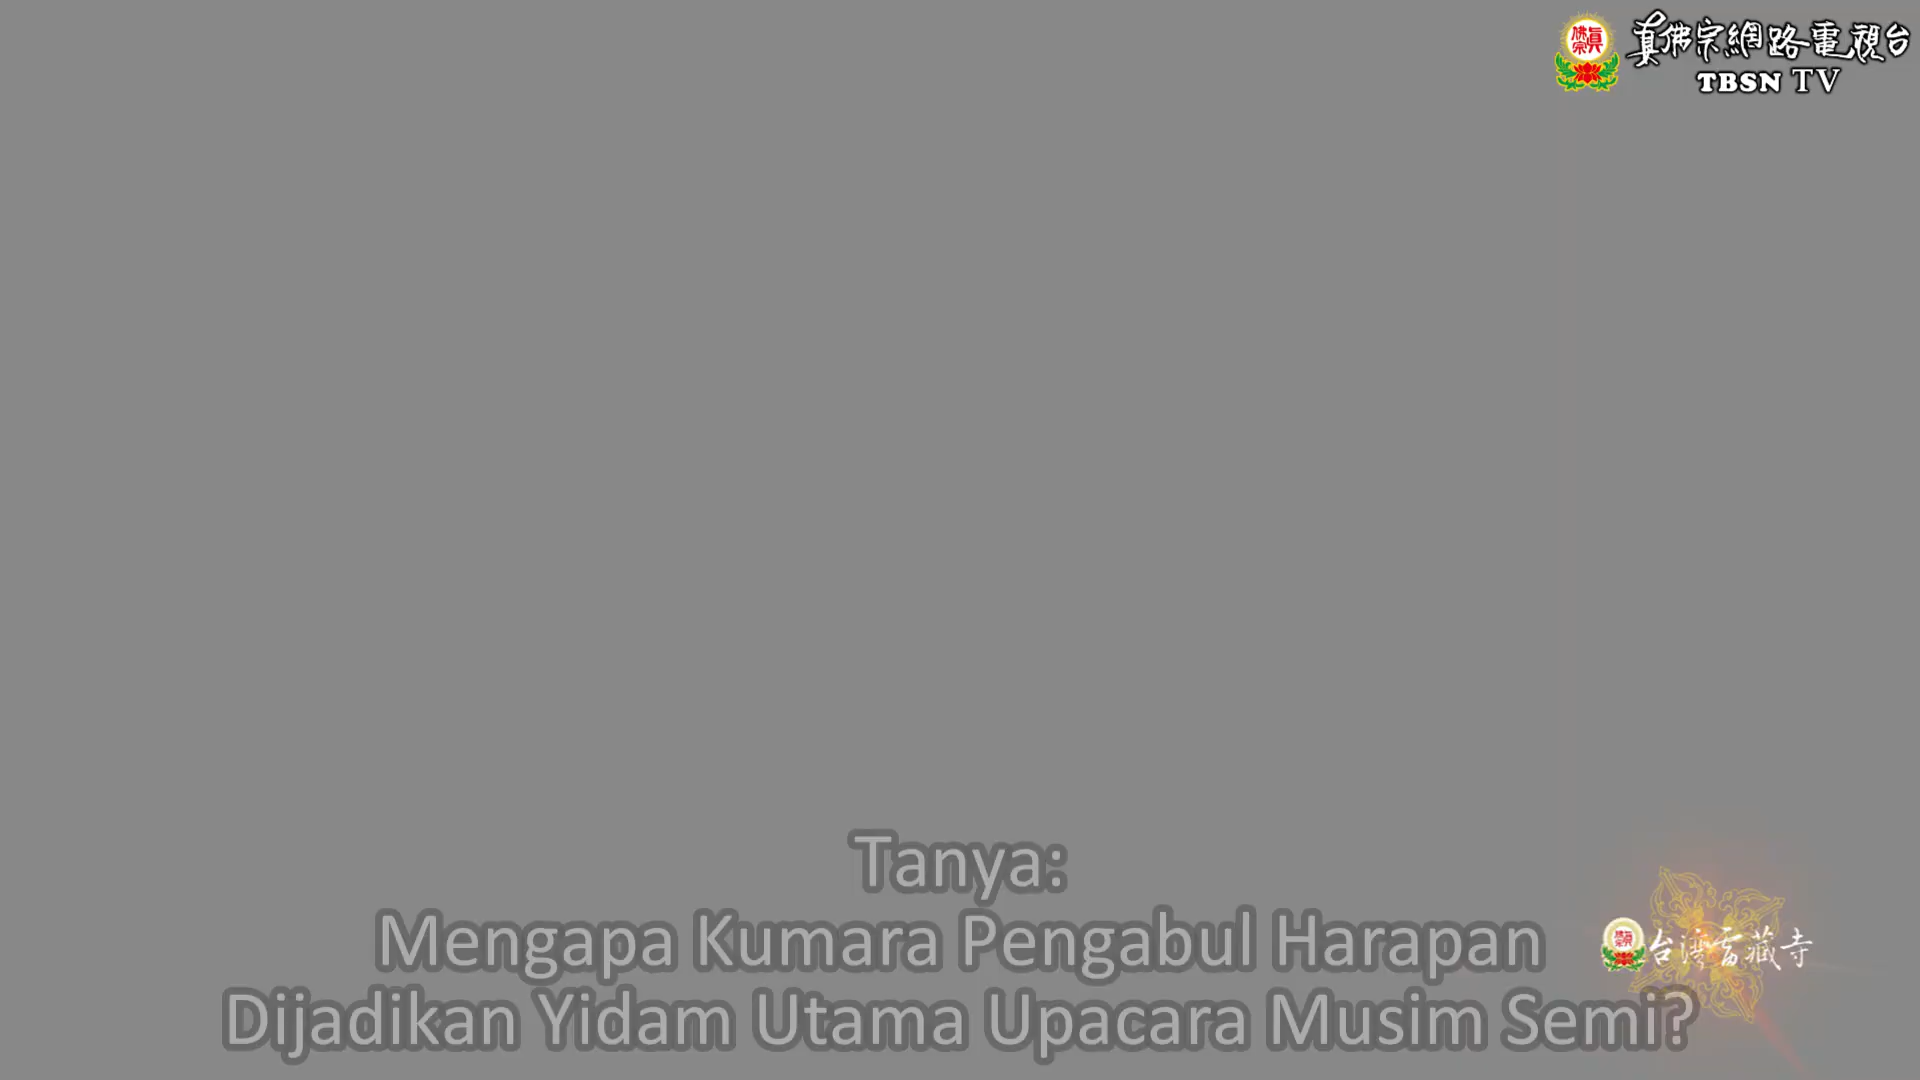 真佛宗網路電視台
TBSN TV
Tanya:
Mengapa Kumara Pengabul Harapan
Dijadikan Yidam Utama Upacara Musim Semi?
台灣雷藏寺